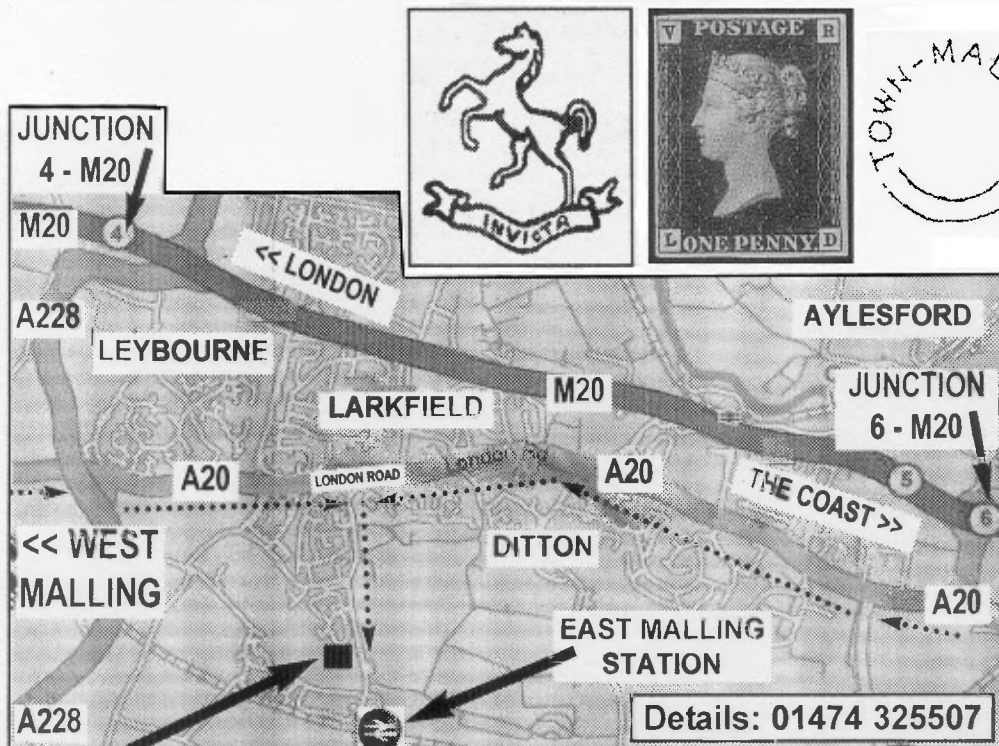 V POSTAGE R
TOWN-MAL
INVICTA
L ONE PENNY. D
JUNCTION
4 - M20
M20
4
<< LONDON
A228
LEYBOURNE
AYLESFORD
M20
LARKFIELD
JUNCTION
6 - M20
A20
LONDON ROAD
London Rd
A20
5
THE COAST >>
6
<< WEST
MALLING
DITTON
A20
EAST MALLING
STATION
A228
Details: 01474 325507